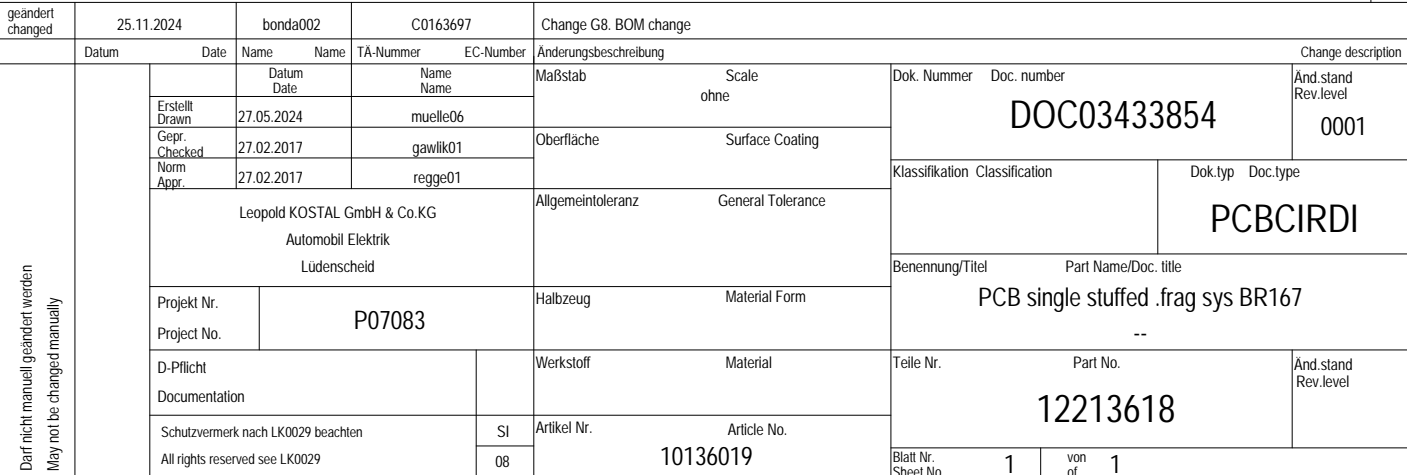 geändert
changed
25.11.2024 bonda002 C0163697 Change G8. BOM change
Datum Date Name Name TÄ-Nummer EC-Number Änderungsbeschreibung Change description
Datum
Date
Name
Name
Erstellt
Drawn
27.05.2024 muelle06
Gepr.
Checked
27.02.2017 gawlik01
Norm
Appr.
27.02.2017 regge01
Leopold KOSTAL GmbH & Co.KG
Automobil Elektrik
Lüdenscheid
Projekt Nr.
Project No.
P07083
D-Pflicht
Documentation
Schutzvermerk nach LK0029 beachten
All rights reserved see LK0029
SI
08
Maßstab Scale
ohne
Oberfläche Surface Coating
Allgemeintoleranz General Tolerance
Halbzeug Material Form
Werkstoff Material
Artikel Nr. Article No.
10136019
Dok. Nummer Doc. number
DOC03433854
Änd.stand
Rev.level
0001
Klassifikation Classification
Dok.typ Doc.type
PCBCIRDI
Benennung/Titel Part Name/Doc. title
PCB single stuffed .frag sys BR167
--
Teile Nr. Part No.
12213618
Änd.stand
Rev.level
Blatt Nr.
Sheet No.
1
von
of
1
Darf nicht manuell geändert werden
May not be changed manually